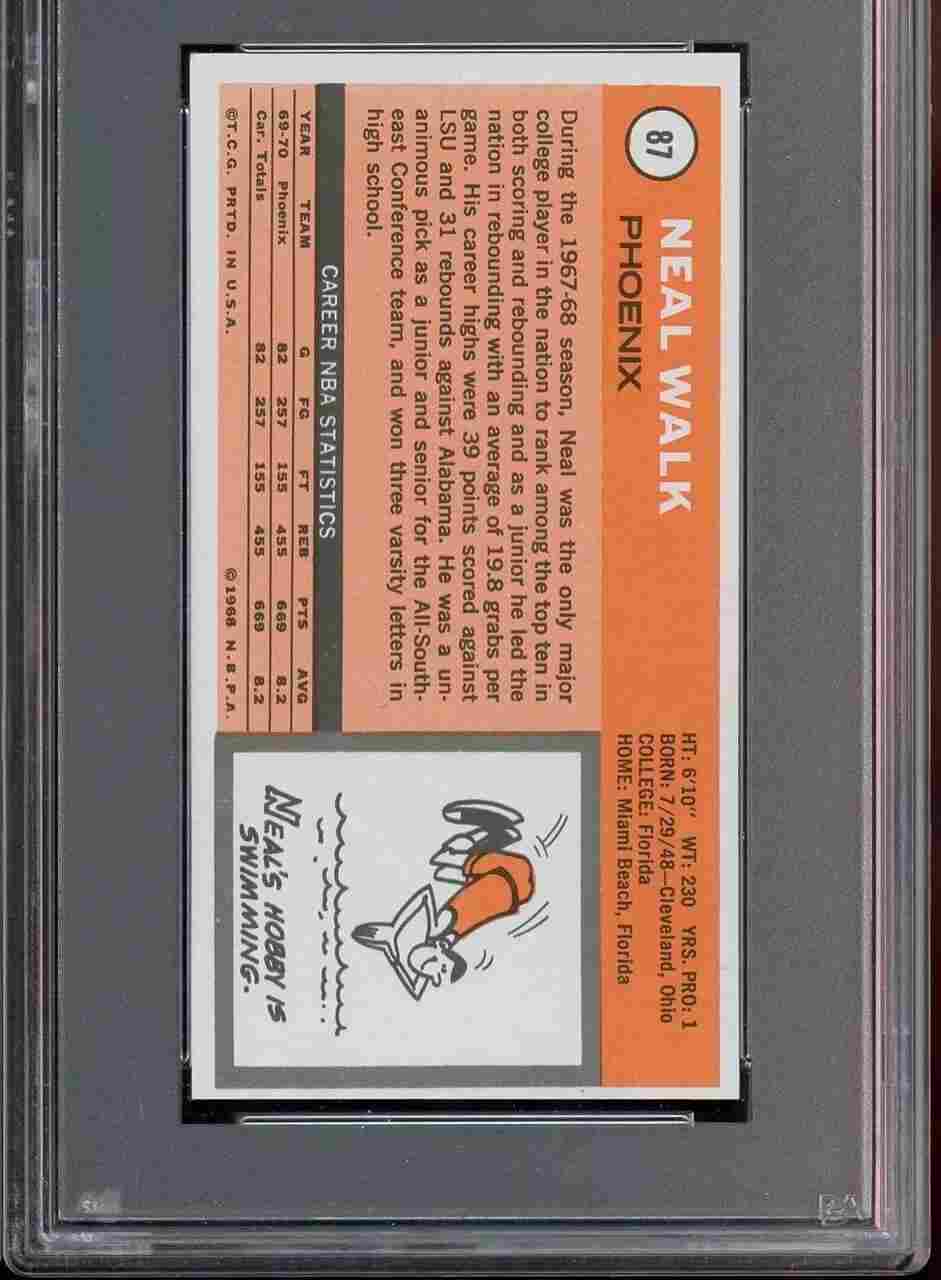 87
NEAL WALK
PHOENIX
HT: 6'10" WT: 230 YRS. PRO: 1
BORN: 7/29/48—Cleveland, Ohio
COLLEGE: Florida
HOME: Miami Beach, Florida
During the 1967-68 season, Neal was the only major
college player in the nation to rank among the top ten in
both scoring and rebounding and as a junior he led the
nation in rebounding with an average of 19.8 grabs per
game. His career highs were 39 points scored against
LSU and 31 rebounds against Alabama. He was a un-
animous pick as a junior and senior for the All-South-
east Conference team, and won three varsity letters in
high school.
CAREER NBA STATISTICS
YEAR TEAM G FG FT REB PTS AVG
69-70 Phoenix 82 257 155 455 669 8.2
Car. Totals 82 257 155 455 669 8.2
©T.C.G. PRTD. IN U.S.A. ©1968 N.B.P.A.
NEAL'S HOBBY IS
SWIMMING.